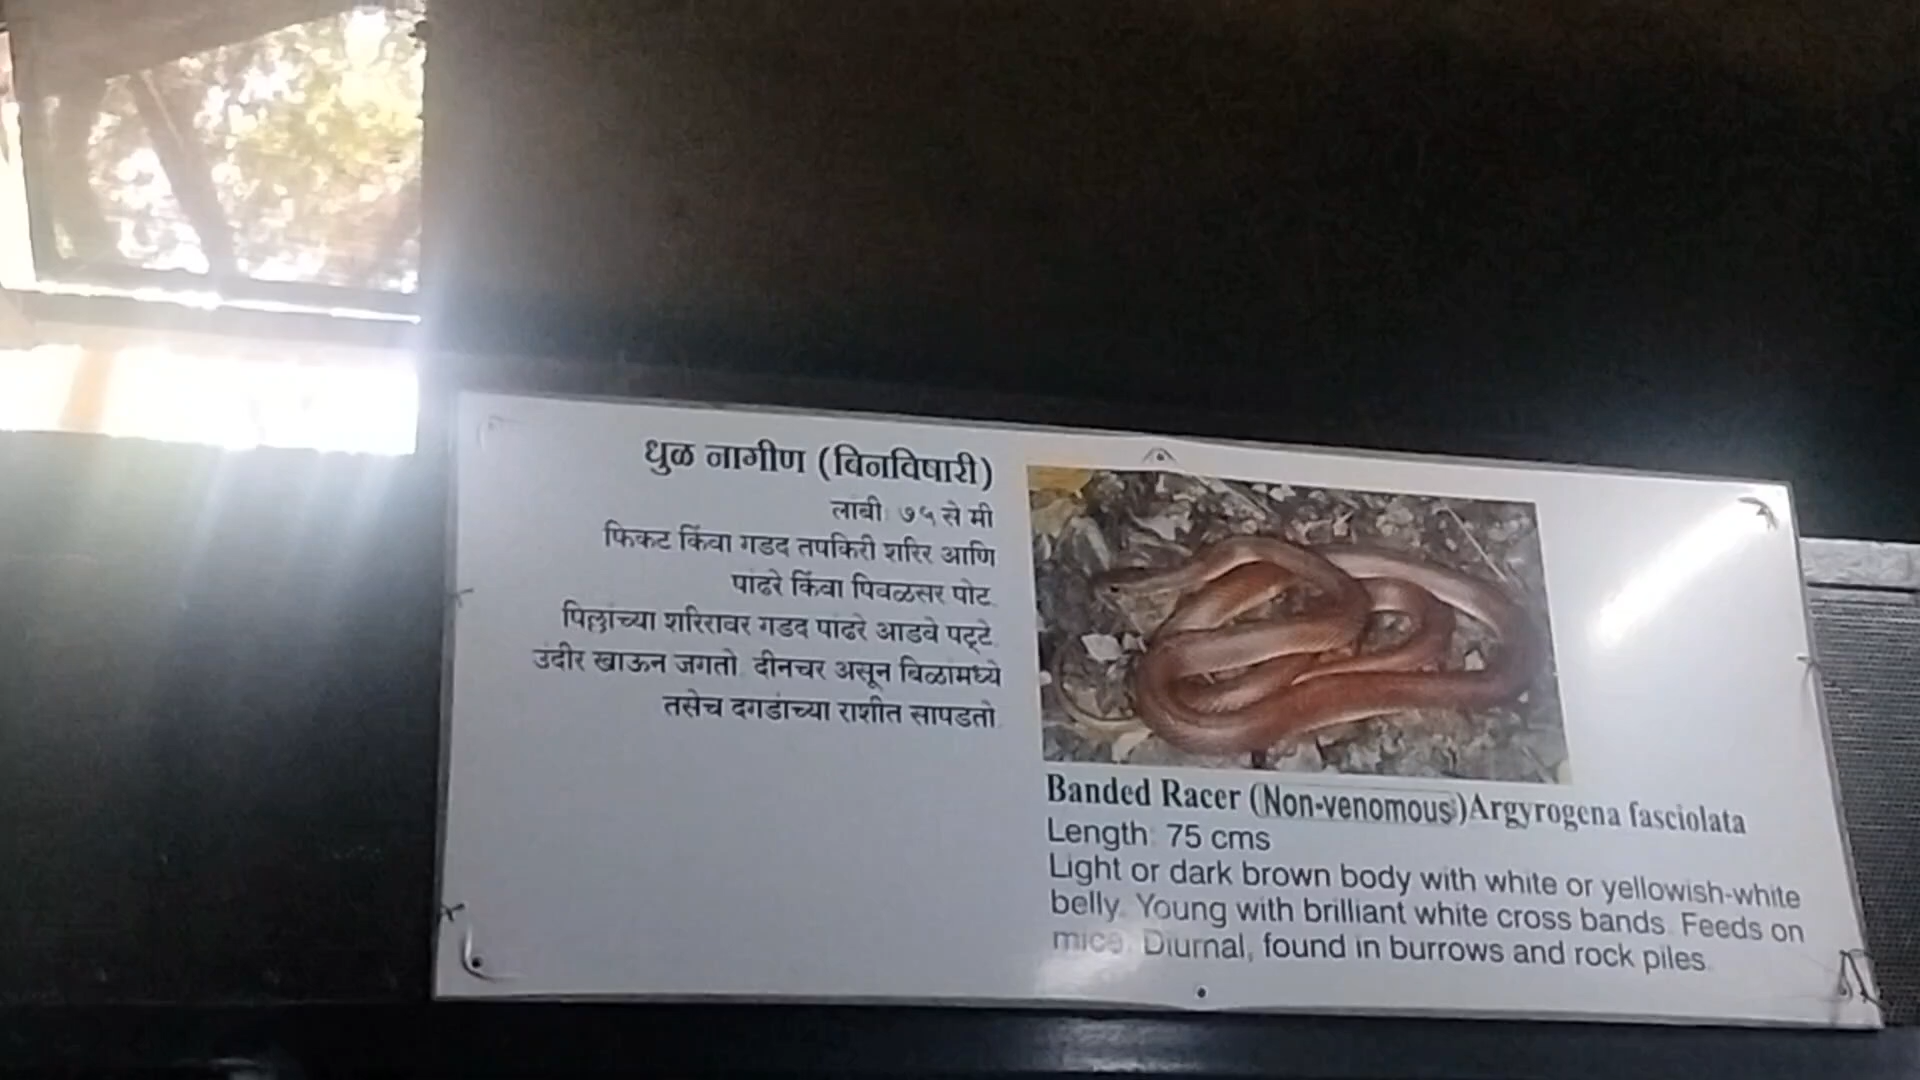 धुळ नागीण (बिनविषारी)
लांबी: ७५ से मी
फिकट किंवा गडद तपकिरी शरिर आणि
पांढरे किंवा पिवळसर पोट.
पिल्लांच्या शरिरावर गडद पांढरे आडवे पट्टे.
उंदीर खाऊन जगतो. दीनचर असून बिळामध्ये
तसेच दगडांच्या राशीत सापडतो.
Banded Racer (Non-venomous) Argyrogena fasciolata
Length: 75 cms
Light or dark brown body with white or yellowish-white
belly. Young with brilliant white cross bands. Feeds on
mice. Diurnal, found in burrows and rock piles.